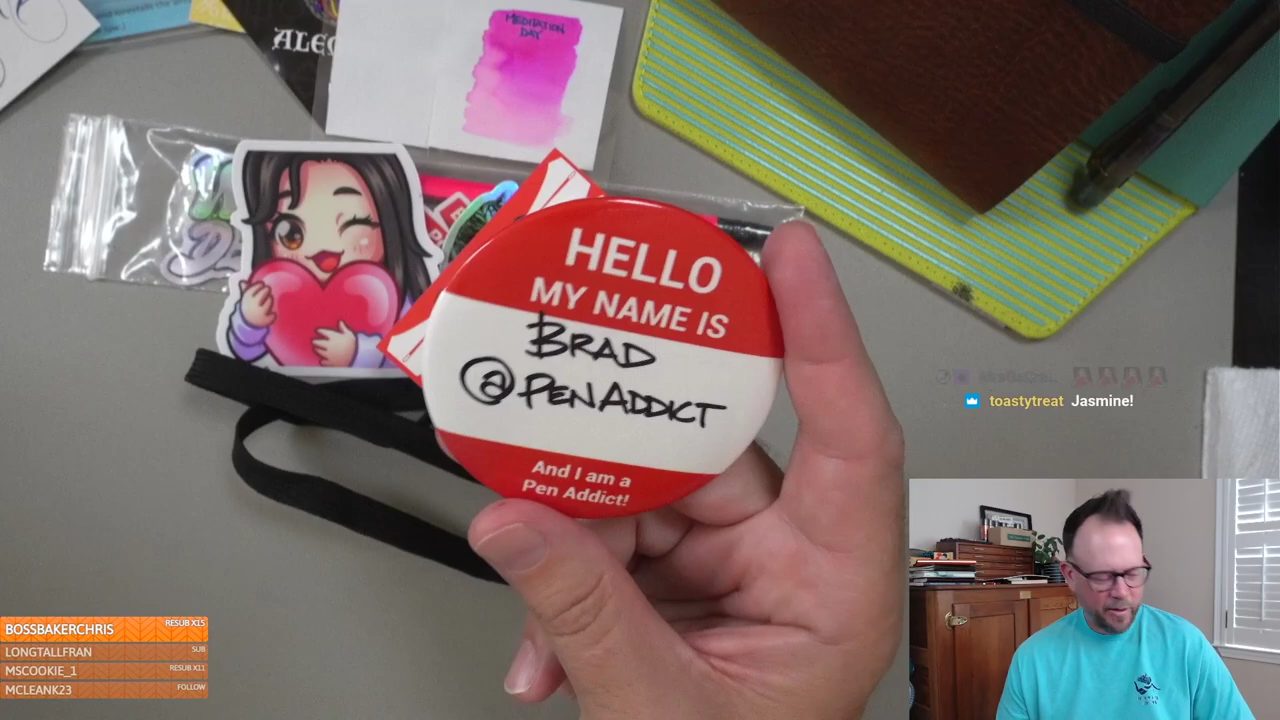 ALE
MEDITATION
DAY
HELLO
MY NAME IS
BRAD
@PENADDICT
And I am a
Pen Addict!
toastytreat Jasmine!
BOSSBAKERCHRIS RESUB X15
LONGTALLFRAN SUB
MSCOOKIE_1 RESUB X11
MCLEANK23 FOLLOW